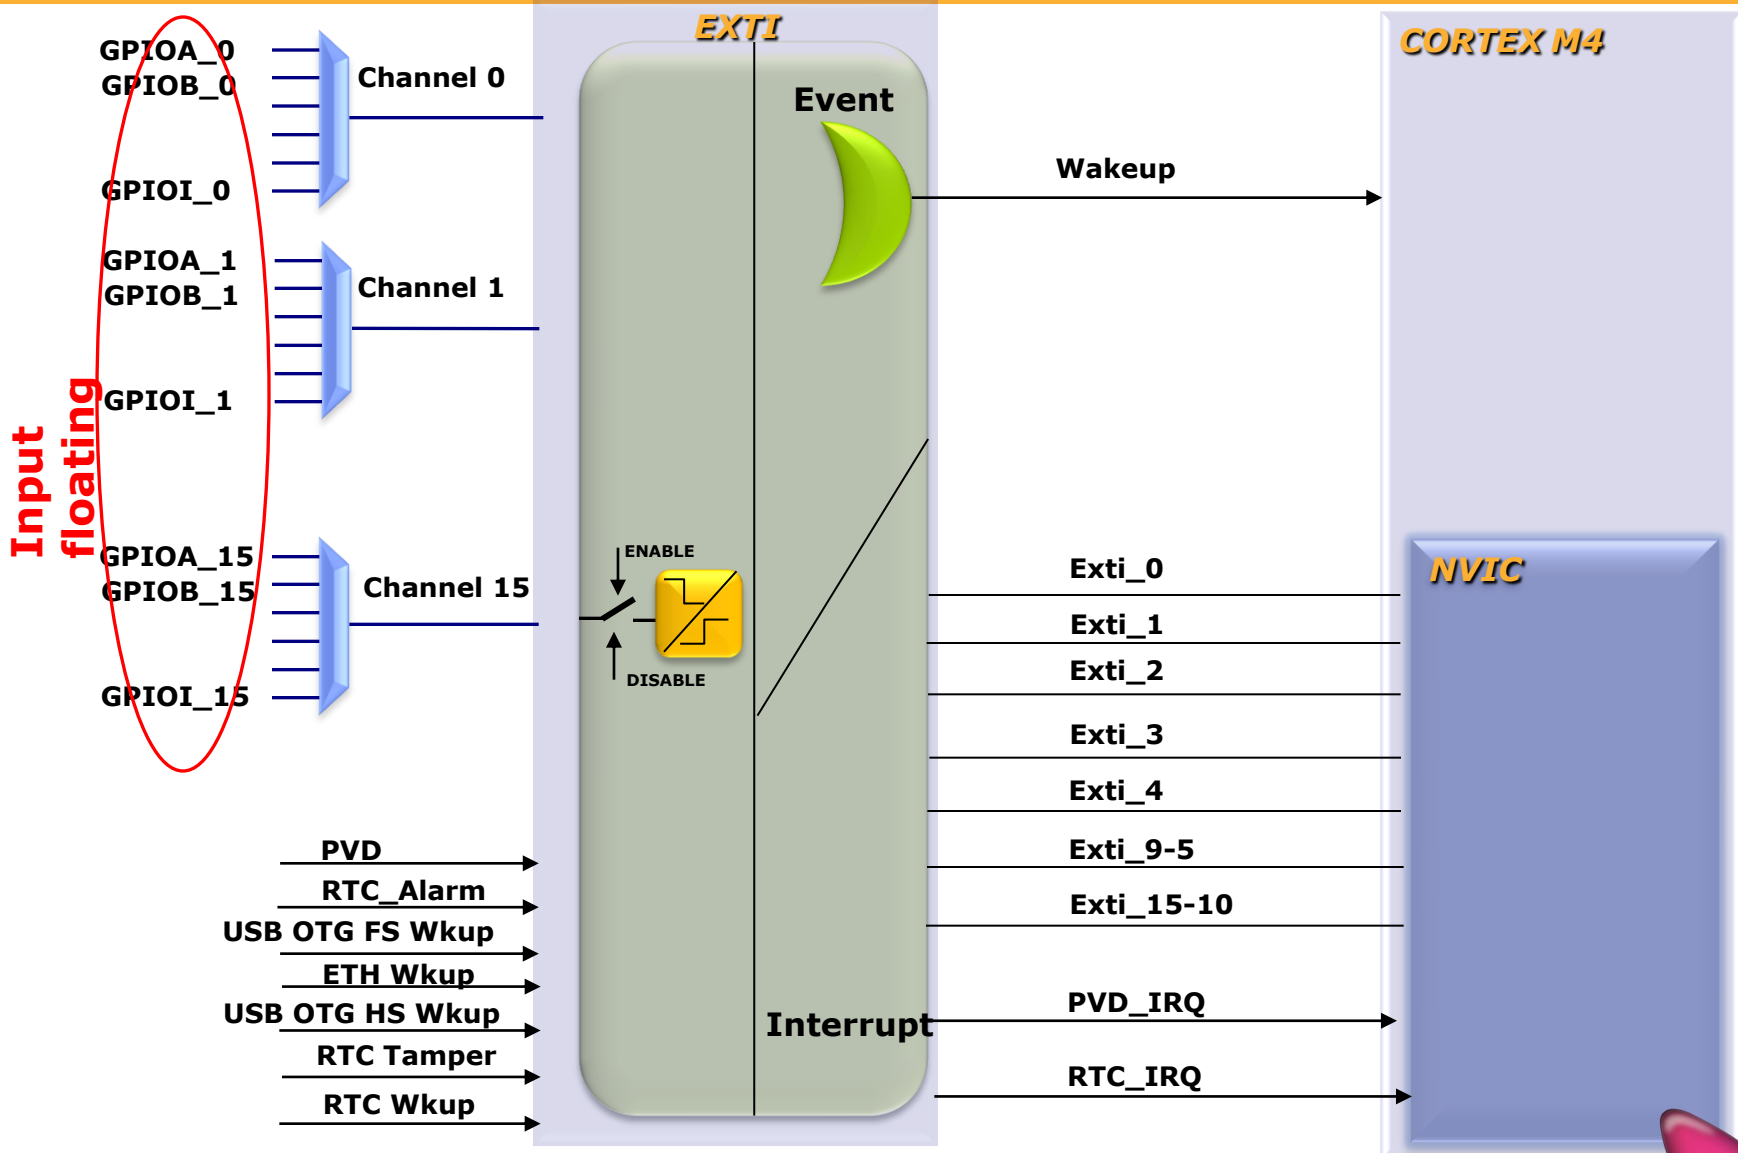 EXTI
CORTEX M4
GPIOA_0
GPIOB_0
Channel 0
GPIOI_0
Event
Wakeup
GPIOA_1
GPIOB_1
Channel 1
GPIOI_1
Input
floating
GPIOA_15
GPIOB_15
Channel 15
GPIOI_15
ENABLE
DISABLE
NVIC
Exti_0
Exti_1
Exti_2
Exti_3
Exti_4
Exti_9-5
Exti_15-10
PVD
RTC_Alarm
USB OTG FS Wkup
ETH Wkup
USB OTG HS Wkup
RTC Tamper
RTC Wkup
Interrupt
PVD_IRQ
RTC_IRQ